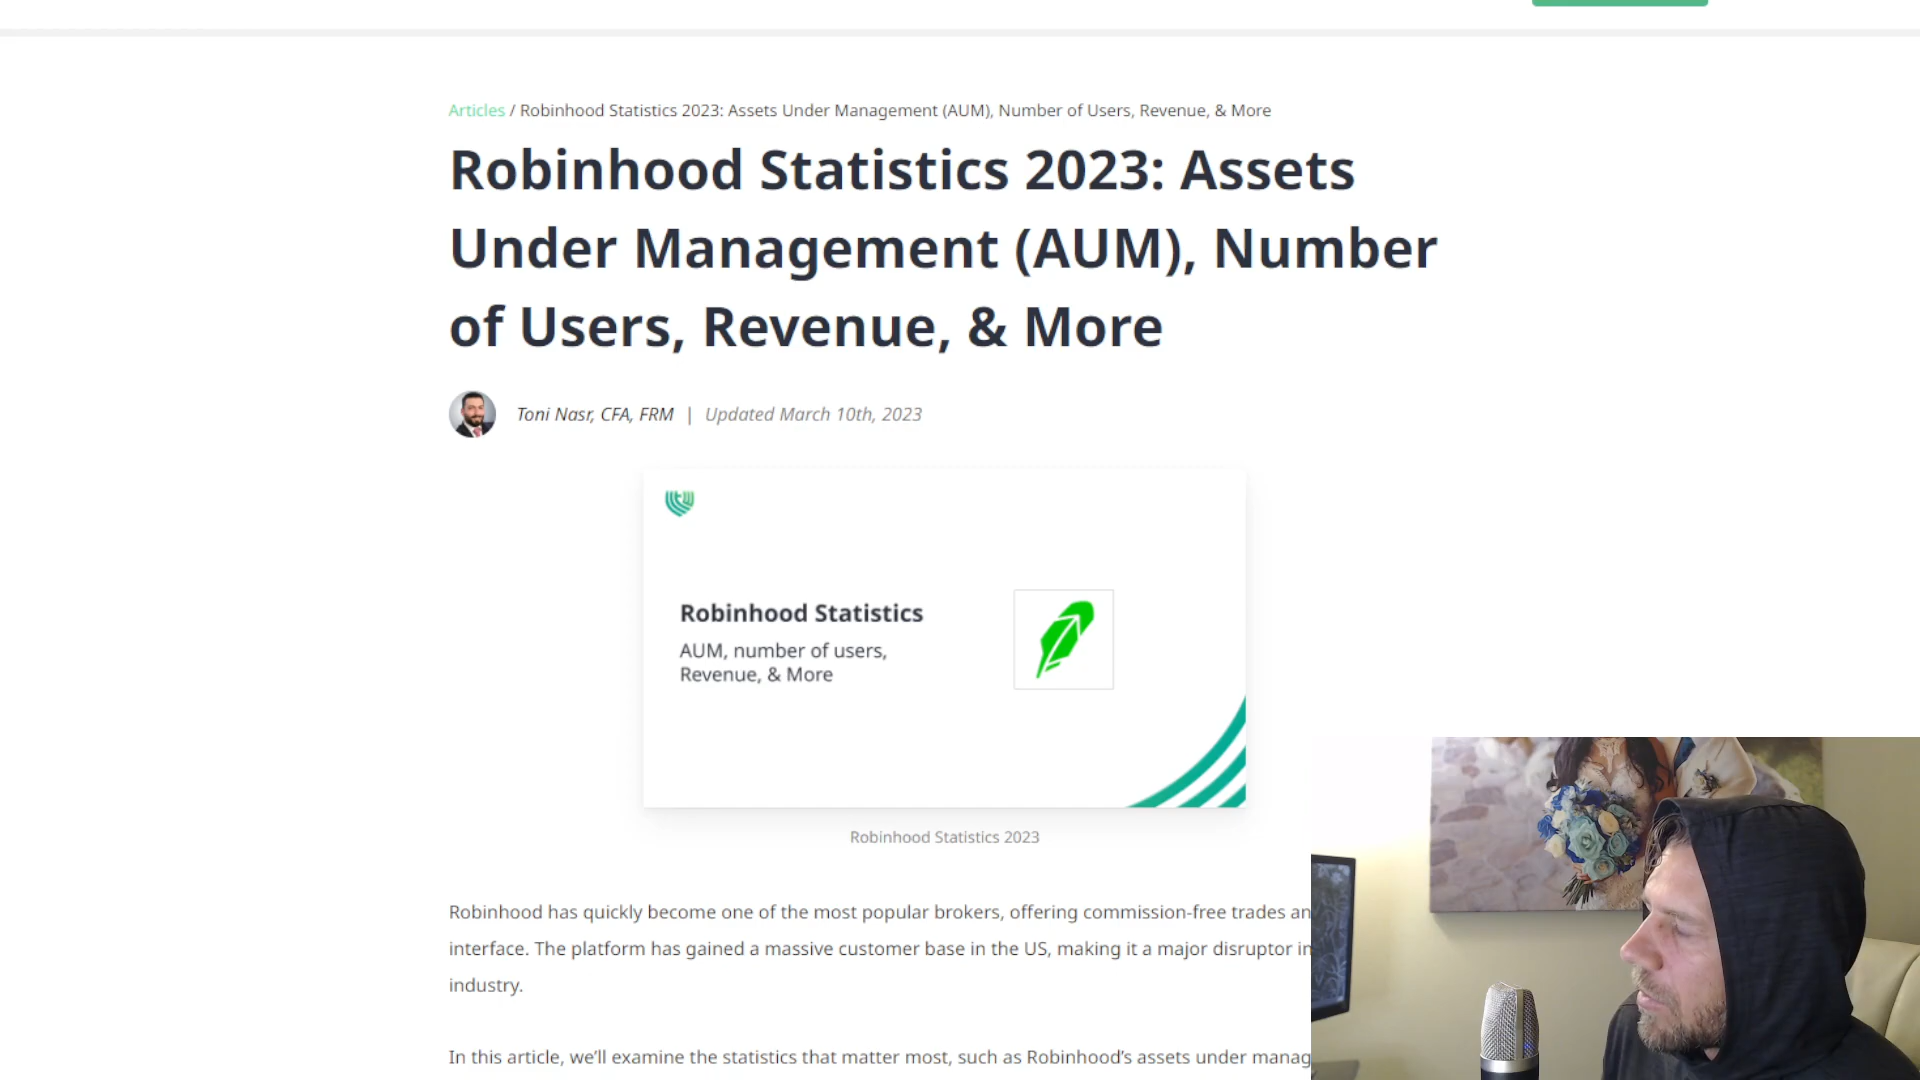 Articles / Robinhood Statistics 2023: Assets Under Management (AUM), Number of Users, Revenue, & More
Robinhood Statistics 2023: Assets
Under Management (AUM), Number
of Users, Revenue, & More
Toni Nasr, CFA, FRM | Updated March 10th, 2023
Robinhood Statistics
AUM, number of users,
Revenue, & More
Robinhood Statistics 2023
Robinhood has quickly become one of the most popular brokers, offering commission-free trades an
interface. The platform has gained a massive customer base in the US, making it a major disruptor in
industry.
In this article, we’ll examine the statistics that matter most, such as Robinhood’s assets under manag